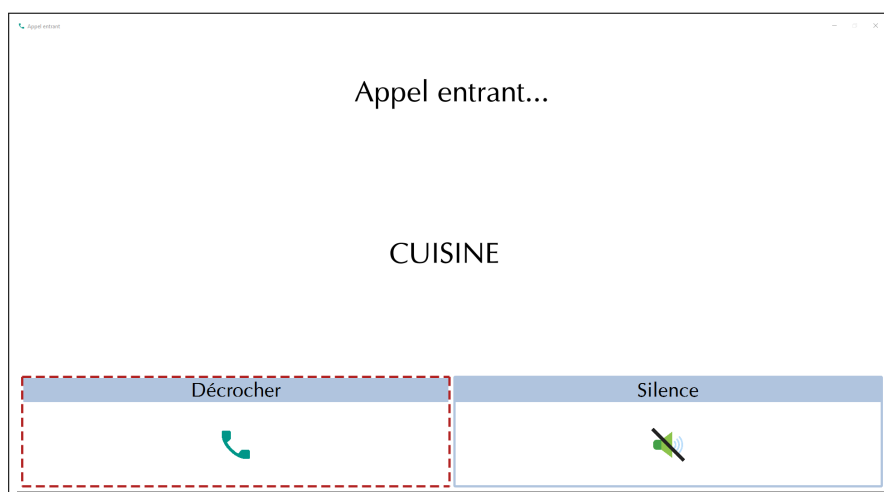 Appel entrant
Appel entrant...
CUISINE
Décrocher
Silence